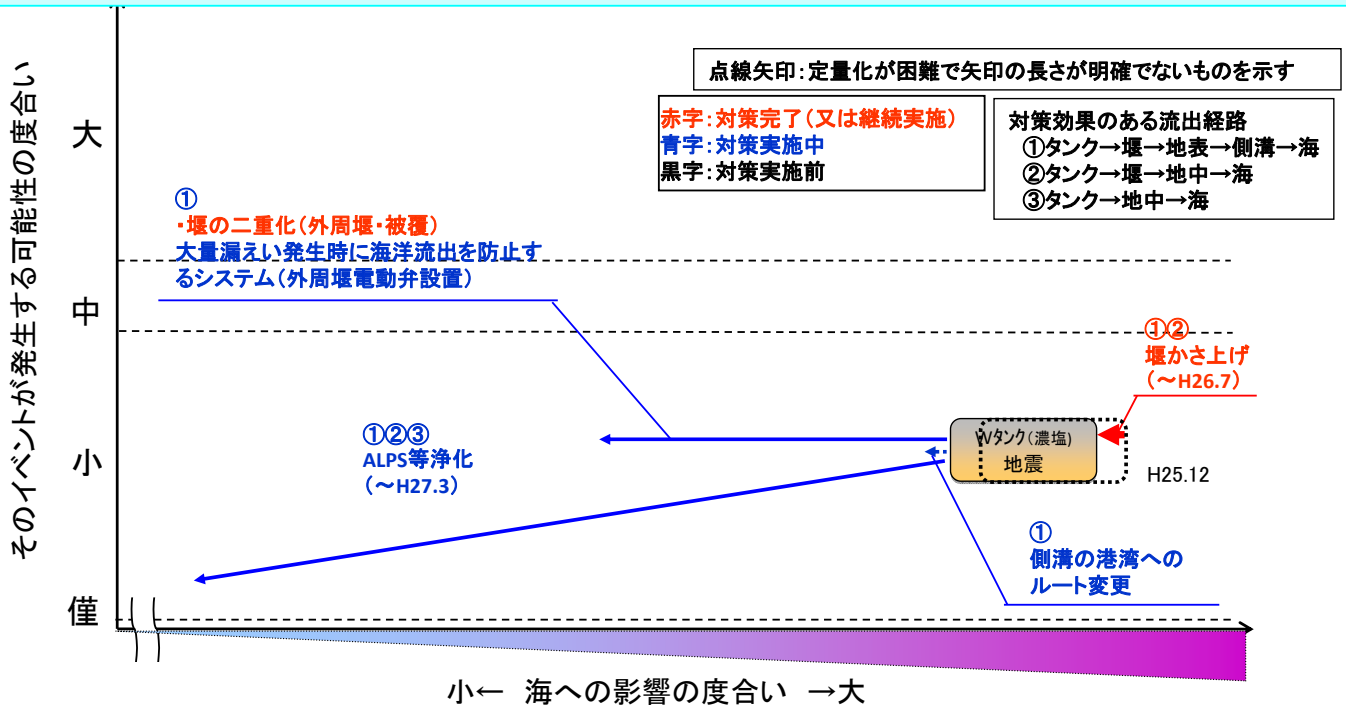 そのイベントが発生する可能性の度合い
大
中
小
僅
点線矢印:定量化が困難で矢印の長さが明確でないものを示す
赤字:対策完了(又は継続実施)
青字:対策実施中
黒字:対策実施前
対策効果のある流出経路
①タンク→堰→地表→側溝→海
②タンク→堰→地中→海
③タンク→地中→海
①
・堰の二重化(外周堰・被覆)
大量漏えい発生時に海洋流出を防止す
るシステム(外周堰電動弁設置)
①②
堰かさ上げ
(~H26.7)
①②③
ALPS等浄化
(~H27.3)
Wタンク(濃塩)
地震
H25.12
①
側溝の港湾への
ルート変更
小← 海への影響の度合い →大